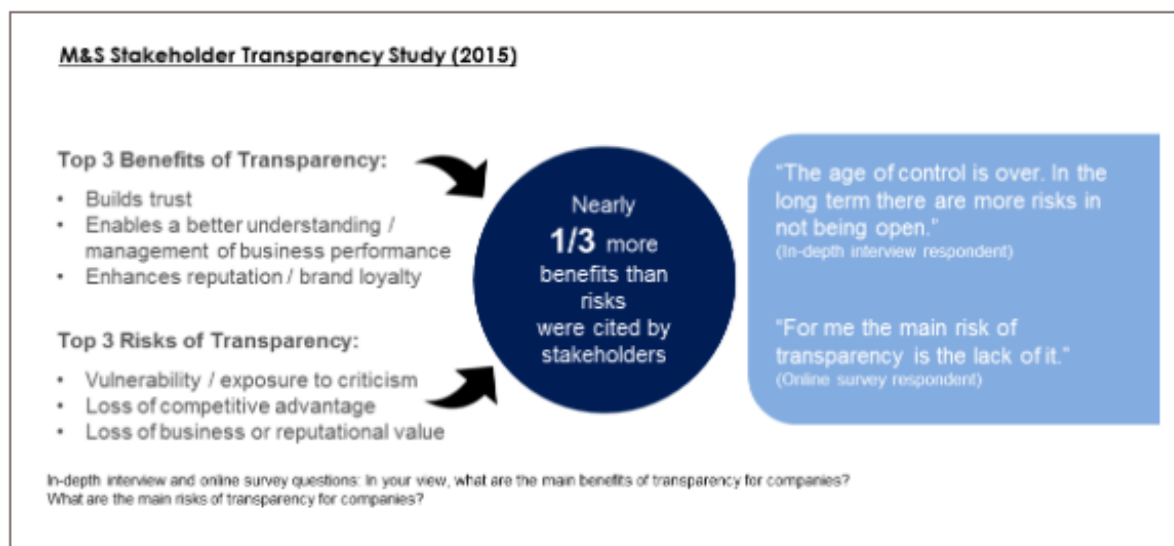 M&S Stakeholder Transparency Study (2015)
Top 3 Benefits of Transparency:
• Builds trust
• Enables a better understanding /
management of business performance
• Enhances reputation / brand loyalty
Top 3 Risks of Transparency:
• Vulnerability / exposure to criticism
• Loss of competitive advantage
• Loss of business or reputational value
Nearly
1/3 more
benefits than
risks
were cited by
stakeholders
"The age of control is over. In the
long term there are more risks in
not being open."
(In-depth interview respondent)
"For me the main risk of
transparency is the lack of it."
(Online survey respondent)
In-depth interview and online survey questions: In your view, what are the main benefits of transparency for companies?
What are the main risks of transparency for companies?